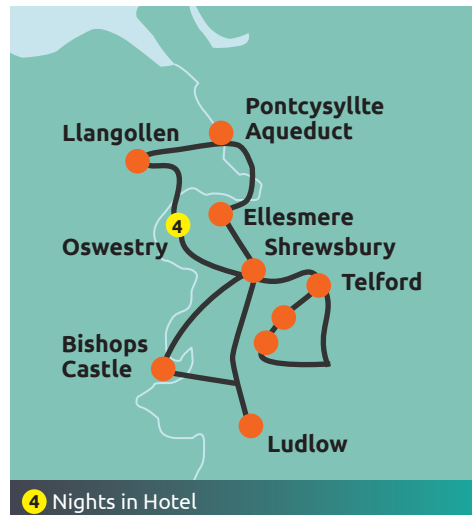 Pontcysyllte
Aqueduct
Llangollen
Ellesmere
4
Oswestry
Shrewsbury
Telford
Bishops
Castle
Ludlow
4 Nights in Hotel